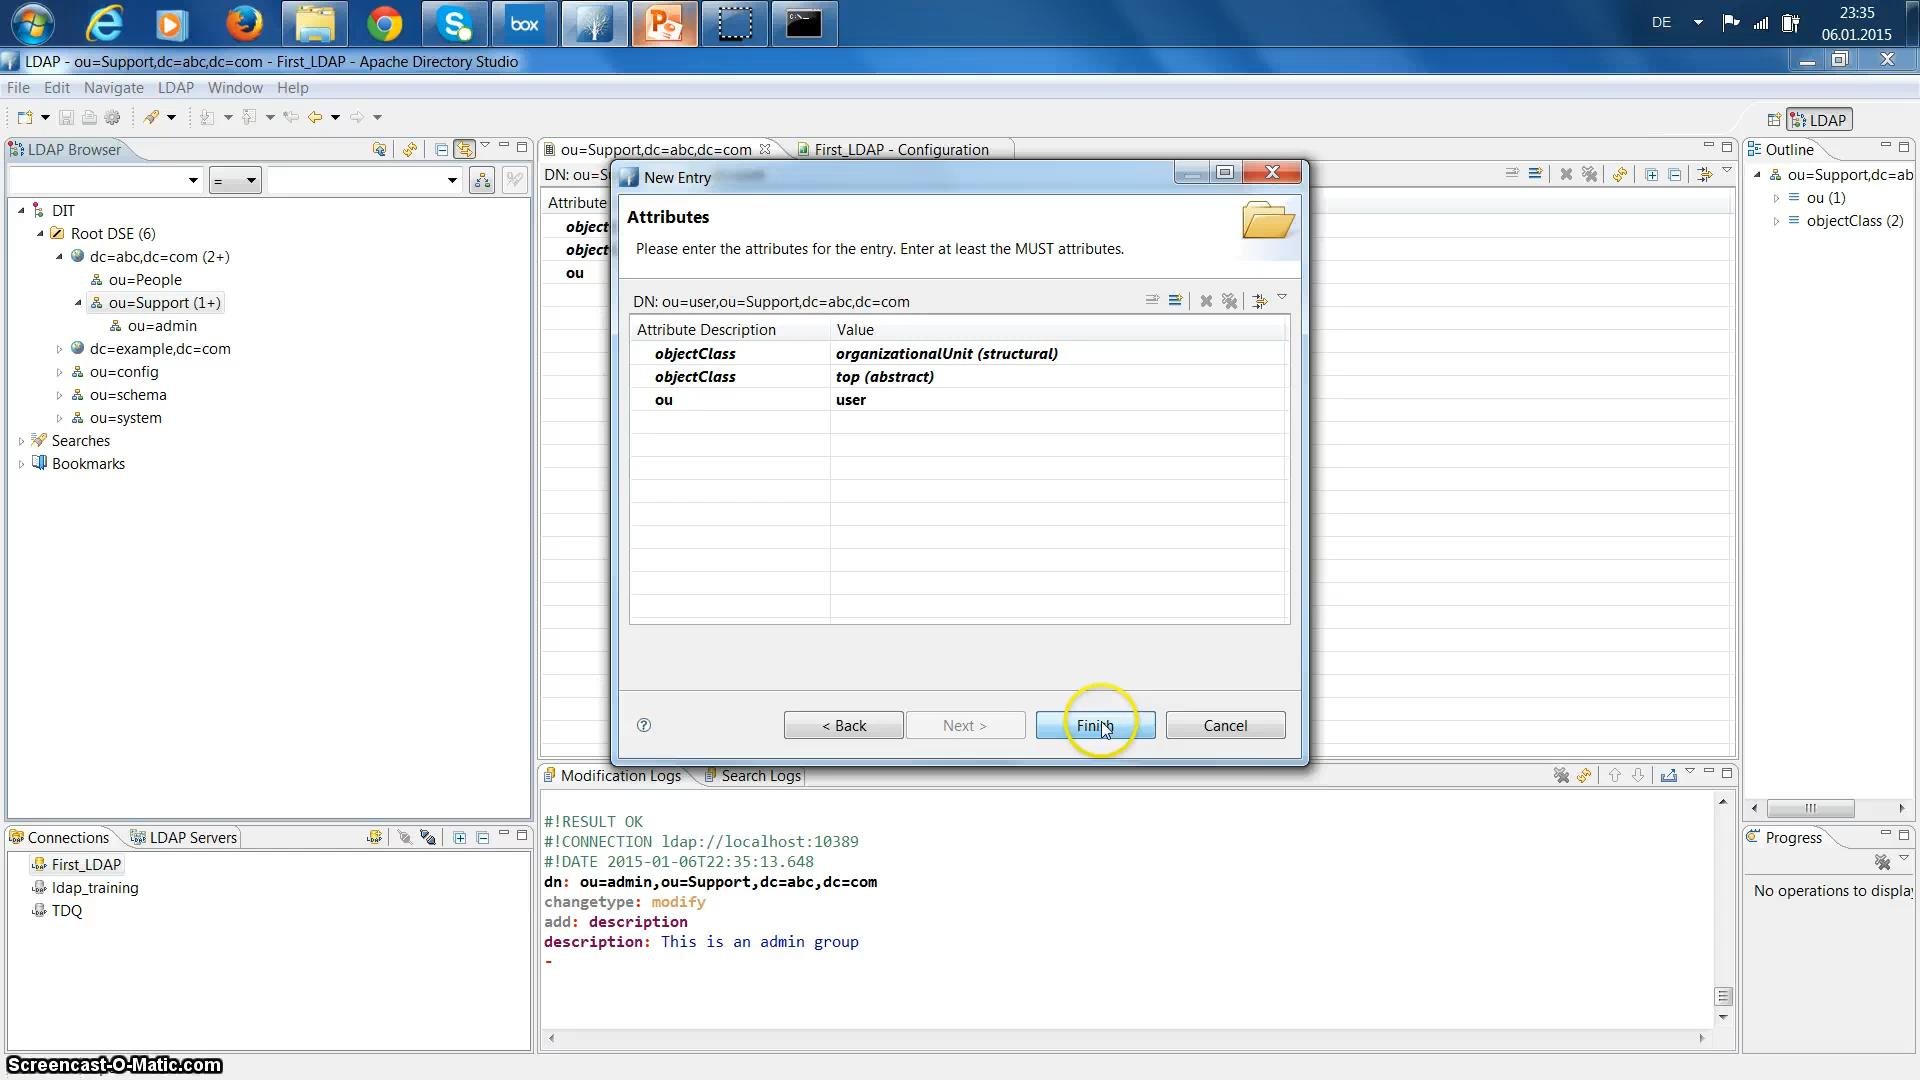 box
DE
23:35
06.01.2015
LDAP - ou=Support,dc=abc,dc=com - First_LDAP - Apache Directory Studio
File Edit Navigate LDAP Window Help
LDAP
LDAP Browser
=
DIT
Root DSE (6)
dc=abc,dc=com (2+)
ou=People
ou=Support (1+)
ou=admin
dc=example,dc=com
ou=config
ou=schema
ou=system
Searches
Bookmarks
ou=Support,dc=abc,dc=com
First_LDAP - Configuration
DN: ou=S
Attribute
object
object
ou
New Entry
Attributes
Please enter the attributes for the entry. Enter at least the MUST attributes.
DN: ou=user,ou=Support,dc=abc,dc=com
Attribute Description Value
objectClass organizationalUnit (structural)
objectClass top (abstract)
ou user
< Back Next > Finish Cancel
Outline
ou=Support,dc=ab
ou (1)
objectClass (2)
Modification Logs Search Logs
#!RESULT OK
#!CONNECTION ldap://localhost:10389
#!DATE 2015-01-06T22:35:13.648
dn: ou=admin,ou=Support,dc=abc,dc=com
changetype: modify
add: description
description: This is an admin group
-
Connections LDAP Servers
First_LDAP
ldap_training
TDQ
Progress
No operations to display
Screencast-O-Matic.com